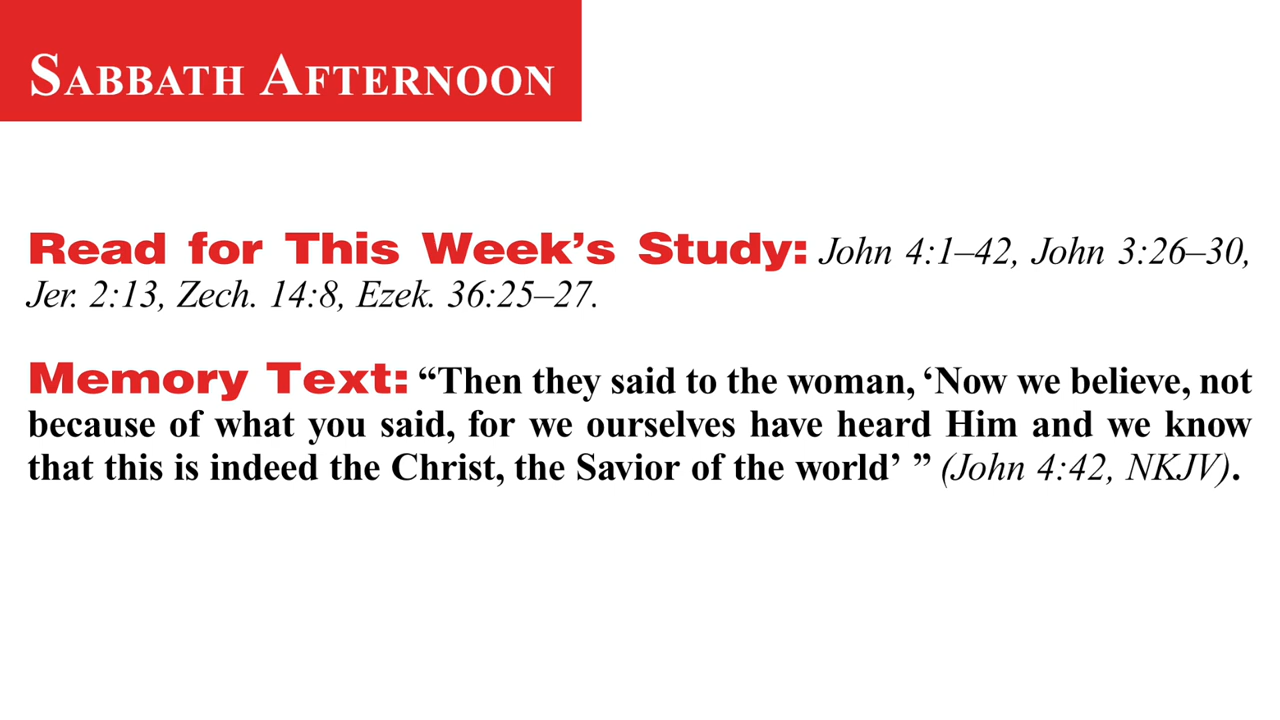 SABBATH AFTERNOON
Read for This Week’s Study: John 4:1–42, John 3:26–30,
Jer. 2:13, Zech. 14:8, Ezek. 36:25–27.
Memory Text: “Then they said to the woman, ‘Now we believe, not
because of what you said, for we ourselves have heard Him and we know
that this is indeed the Christ, the Savior of the world’ ” (John 4:42, NKJV).